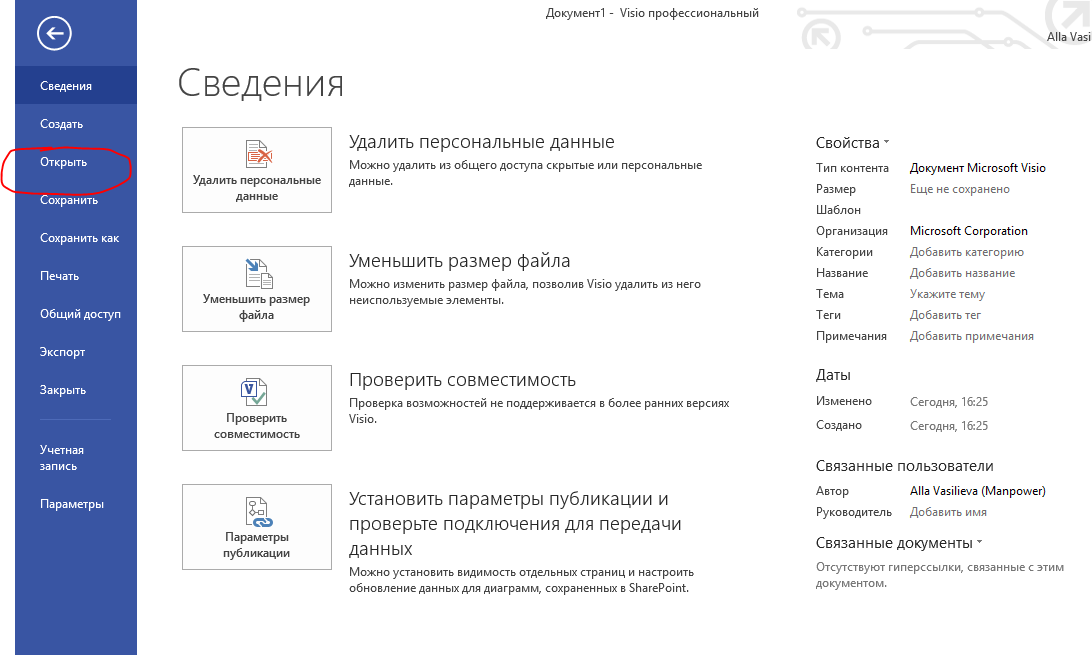 Документ1 - Visio профессиональный
Alla Vasi
Сведения
Создать
Открыть
Сохранить
Сохранить как
Печать
Общий доступ
Экспорт
Закрыть
Учетная
запись
Параметры
Сведения
Удалить персональные
данные
Удалить персональные данные
Можно удалить из общего доступа скрытые или персональные
данные.
Уменьшить размер
файла
Уменьшить размер файла
Можно изменить размер файла, позволив Visio удалить из него
неиспользуемые элементы.
Проверить
совместимость
Проверить совместимость
Проверка возможностей не поддерживается в более ранних версиях
Visio.
Параметры
публикации
Установить параметры публикации и
проверьте подключения для передачи
данных
Можно установить видимость отдельных страниц и настроить
обновление данных для диаграмм, сохраненных в SharePoint.
Свойства
Тип контента Документ Microsoft Visio
Размер Еще не сохранено
Шаблон
Организация Microsoft Corporation
Категории Добавить категорию
Название Добавить название
Тема Укажите тему
Теги Добавить тег
Примечания Добавить примечания
Даты
Изменено Сегодня, 16:25
Создано Сегодня, 16:25
Связанные пользователи
Автор Alla Vasilieva (Manpower)
Руководитель Добавить имя
Связанные документы
Отсутствуют гиперссылки, связанные с этим
документом.